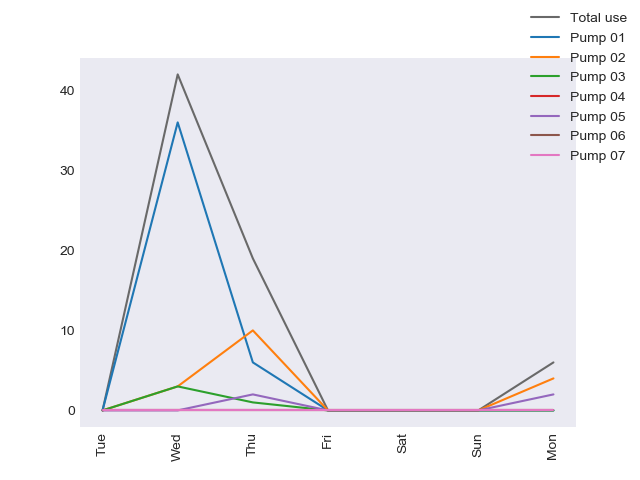 Total use
Pump 01
Pump 02
Pump 03
Pump 04
Pump 05
Pump 06
Pump 07
40
30
20
10
0
Tue
Wed
Thu
Fri
Sat
Sun
Mon